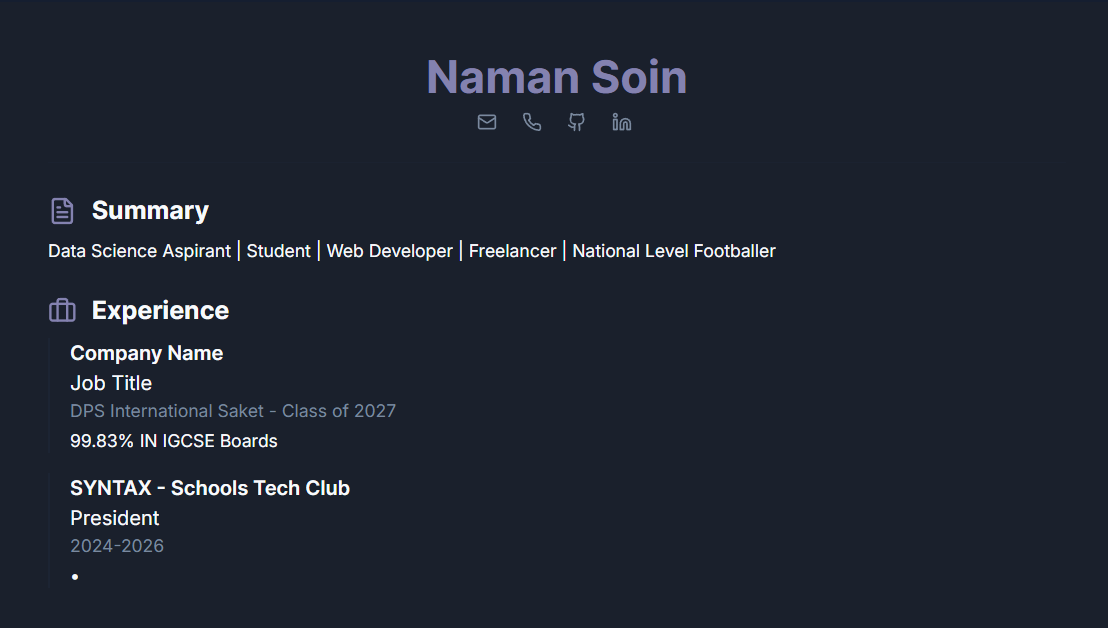 Naman Soin
Summary
Data Science Aspirant | Student | Web Developer | Freelancer | National Level Footballer
Experience
Company Name
Job Title
DPS International Saket - Class of 2027
99.83% IN IGCSE Boards
SYNTAX - Schools Tech Club
President
2024-2026
•